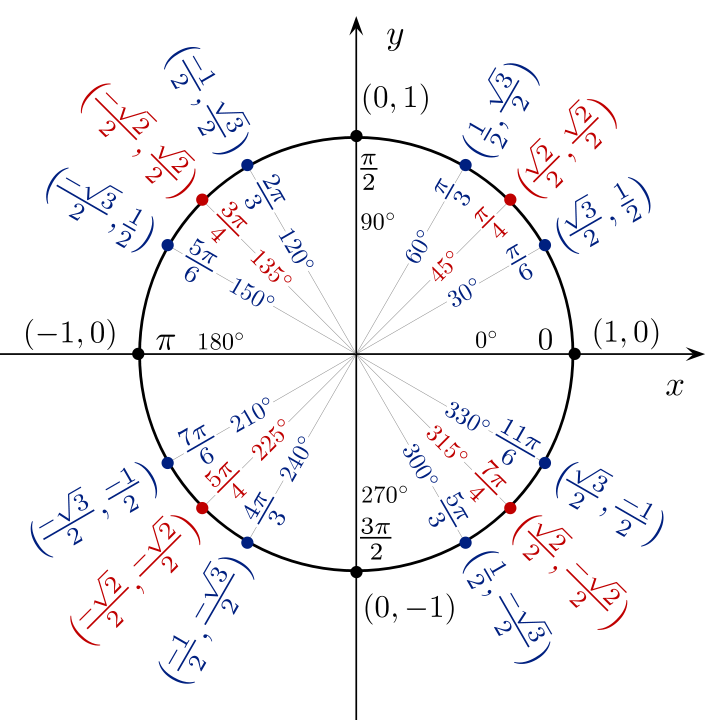 y
(0, 1)
π/2
90°
(1/2, √3/2)
π/3
60°
(√2/2, √2/2)
π/4
45°
(√3/2, 1/2)
π/6
30°
(-1/2, √3/2)
2π/3
120°
(-√2/2, √2/2)
3π/4
135°
(-√3/2, 1/2)
5π/6
150°
(−1, 0)
π
180°
0°
0
(1, 0)
x
7π/6
210°
(-√3/2, -1/2)
5π/4
225°
(-√2/2, -√2/2)
4π/3
240°
(-1/2, -√3/2)
270°
3π/2
(0, −1)
300°
5π/3
(1/2, -√3/2)
315°
7π/4
(√2/2, -√2/2)
330°
11π/6
(√3/2, -1/2)